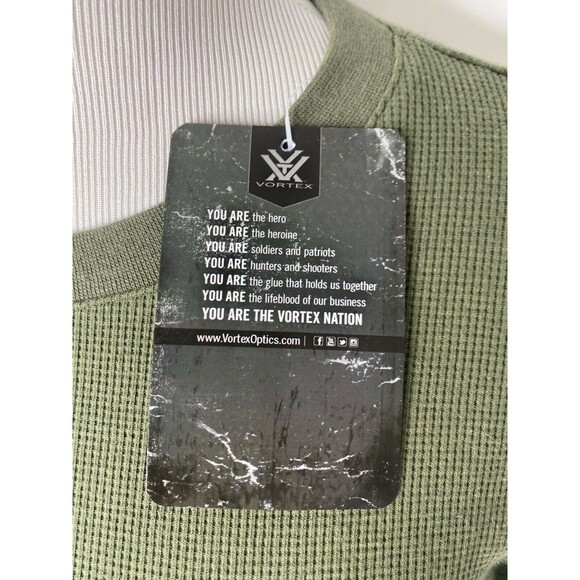 VORTEX
YOU ARE the hero
YOU ARE the heroine
YOU ARE soldiers and patriots
YOU ARE hunters and shooters
YOU ARE the glue that holds us together
YOU ARE the lifeblood of our business
YOU ARE THE VORTEX NATION
www.VortexOptics.com |